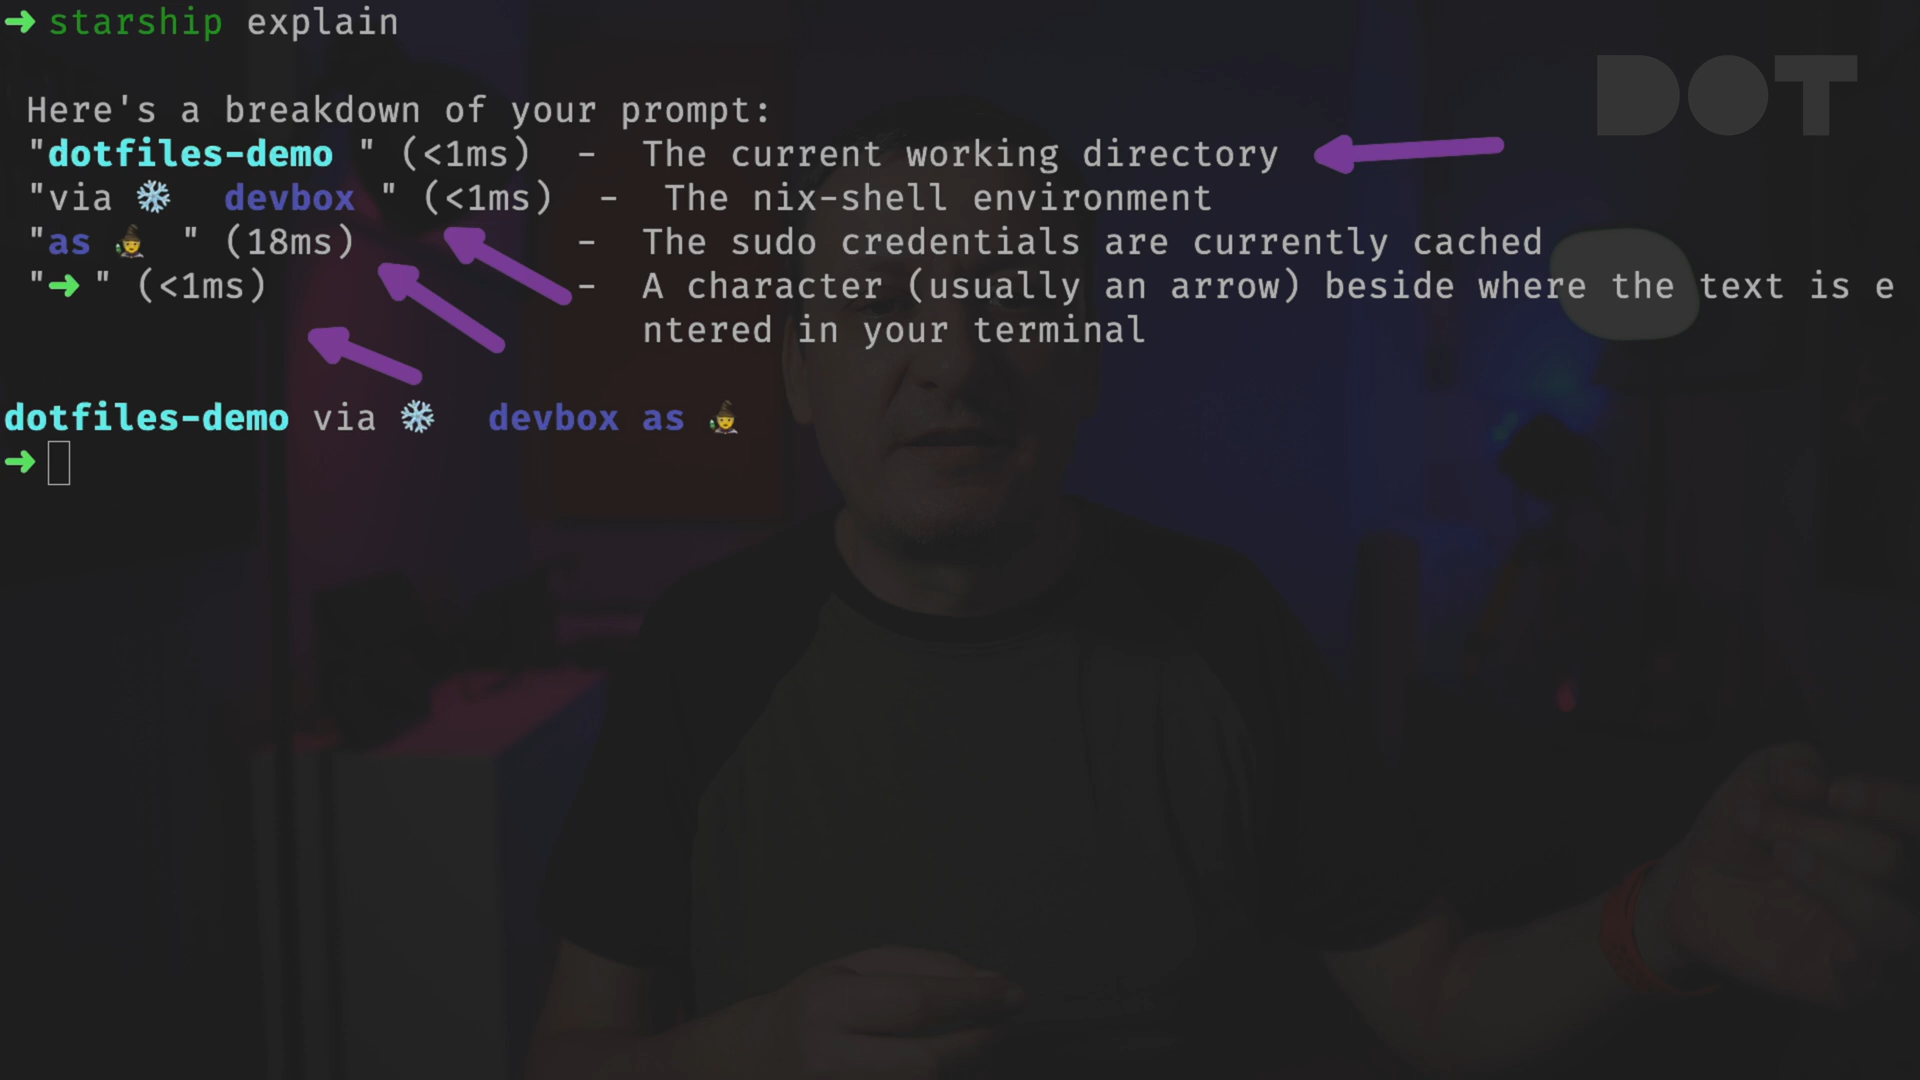 ➜ starship explain
DOT
Here's a breakdown of your prompt:
"dotfiles-demo " (<1ms)  -  The current working directory
"via ❄️  devbox " (<1ms)  -  The nix-shell environment
"as 🧙 " (18ms)  -  The sudo credentials are currently cached
"➜ " (<1ms)  -  A character (usually an arrow) beside where the text is e
ntered in your terminal
dotfiles-demo via ❄️  devbox as 🧙
➜